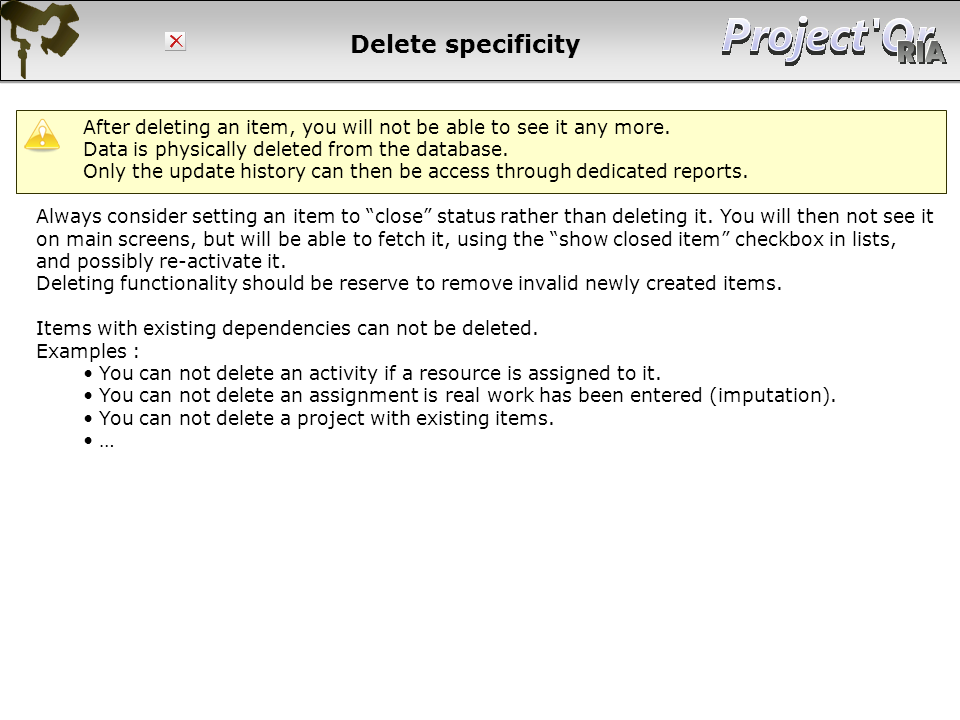 Delete specificity
Project'Or
RIA
After deleting an item, you will not be able to see it any more.
Data is physically deleted from the database.
Only the update history can then be access through dedicated reports.
Always consider setting an item to “close” status rather than deleting it. You will then not see it
on main screens, but will be able to fetch it, using the “show closed item” checkbox in lists,
and possibly re-activate it.
Deleting functionality should be reserve to remove invalid newly created items.
Items with existing dependencies can not be deleted.
Examples :
• You can not delete an activity if a resource is assigned to it.
• You can not delete an assignment is real work has been entered (imputation).
• You can not delete a project with existing items.
• …